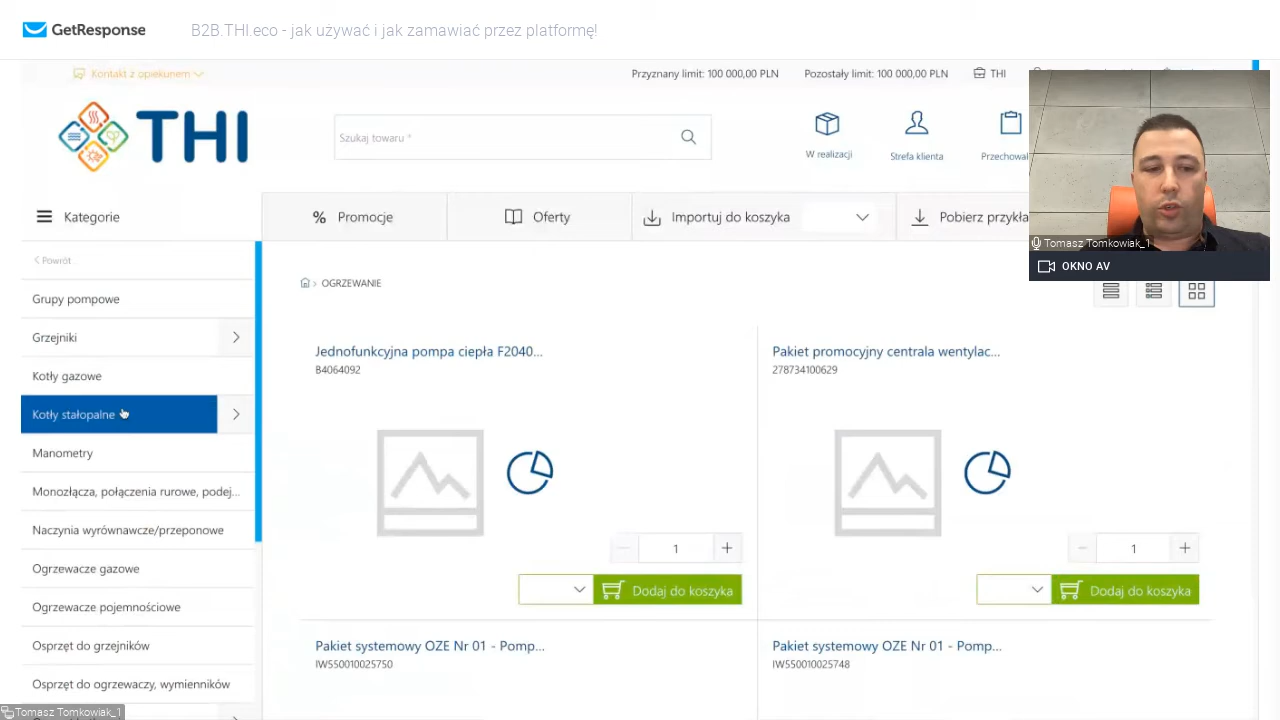 GetResponse
B2B.THI.eco - jak używać i jak zamawiać przez platformę!
Kontakt z opiekunem
Przyznany limit: 100 000,00 PLN
Pozostały limit: 100 000,00 PLN
THI
THI
Szukaj towaru *
W realizacji
Strefa klienta
Przechowal
Kategorie
Promocje
Oferty
Importuj do koszyka
Pobierz przykła
Tomasz Tomkowiak_1
OKNO AV
Powrót
Grupy pompowe
Grzejniki
Kotły gazowe
Kotły stałopalne
Manometry
Monozłącza, połączenia rurowe, podej...
Naczynia wyrównawcze/przeponowe
Ogrzewacze gazowe
Ogrzewacze pojemnościowe
Osprzęt do grzejników
Osprzęt do ogrzewaczy, wymienników
OGRZEWANIE
Jednofunkcyjna pompa ciepła F2040...
B4064092
1
Dodaj do koszyka
Pakiet promocyjny centrala wentylac...
278734100629
1
Dodaj do koszyka
Pakiet systemowy OZE Nr 01 - Pomp...
IW550010025750
Pakiet systemowy OZE Nr 01 - Pomp...
IW550010025748
Tomasz Tomkowiak_1